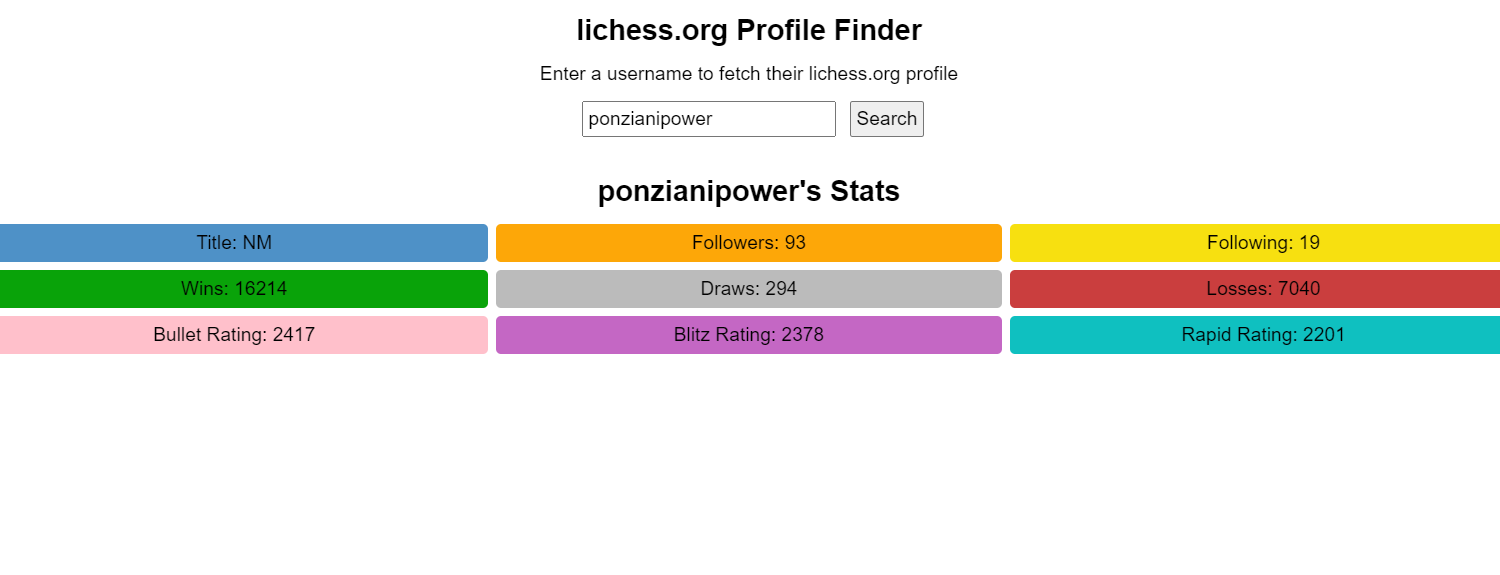 lichess.org Profile Finder
Enter a username to fetch their lichess.org profile
ponzianipower Search
ponzianipower's Stats
Title: NM Followers: 93 Following: 19
Wins: 16214 Draws: 294 Losses: 7040
Bullet Rating: 2417 Blitz Rating: 2378 Rapid Rating: 2201